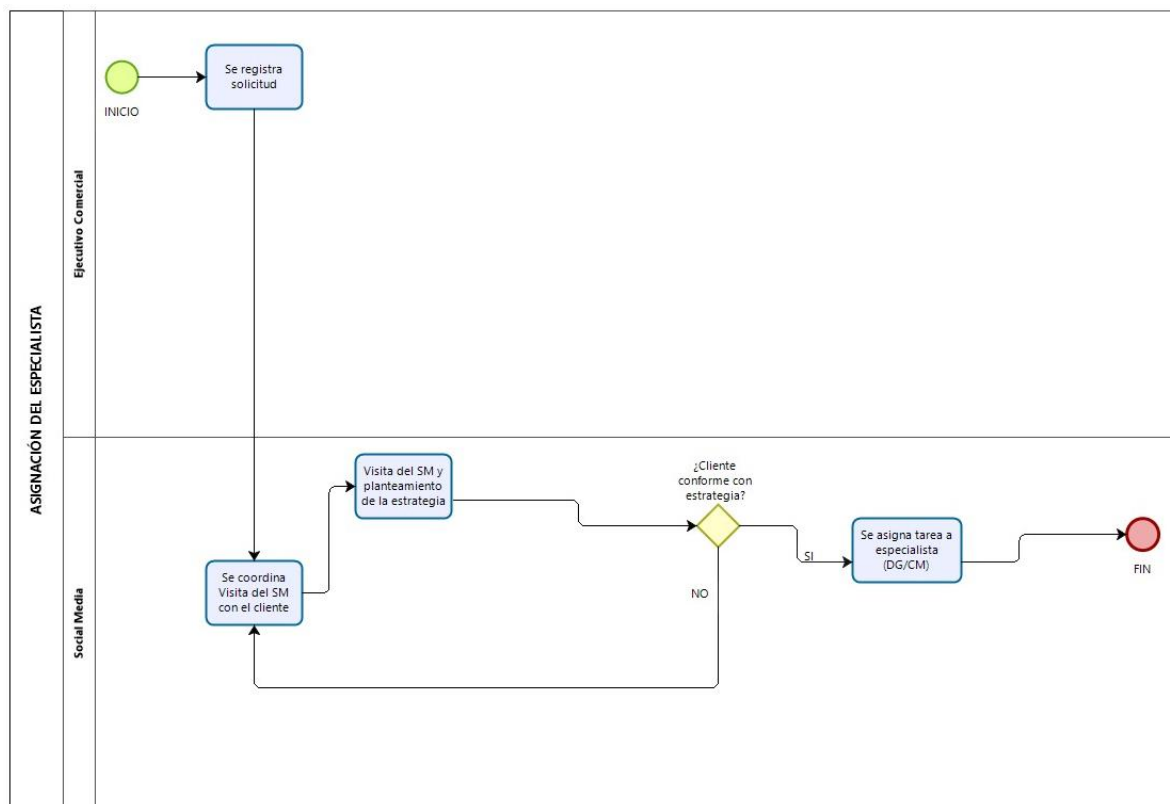 ASIGNACIÓN DEL ESPECIALISTA
Ejecutivo Comercial
INICIO
Se registra
solicitud
Social Media
Se coordina
Visita del SM
con el cliente
Visita del SM y
planteamiento
de la estrategia
¿Cliente
conforme con
estrategia?
NO
SI
Se asigna tarea a
especialista
(DG/CM)
FIN